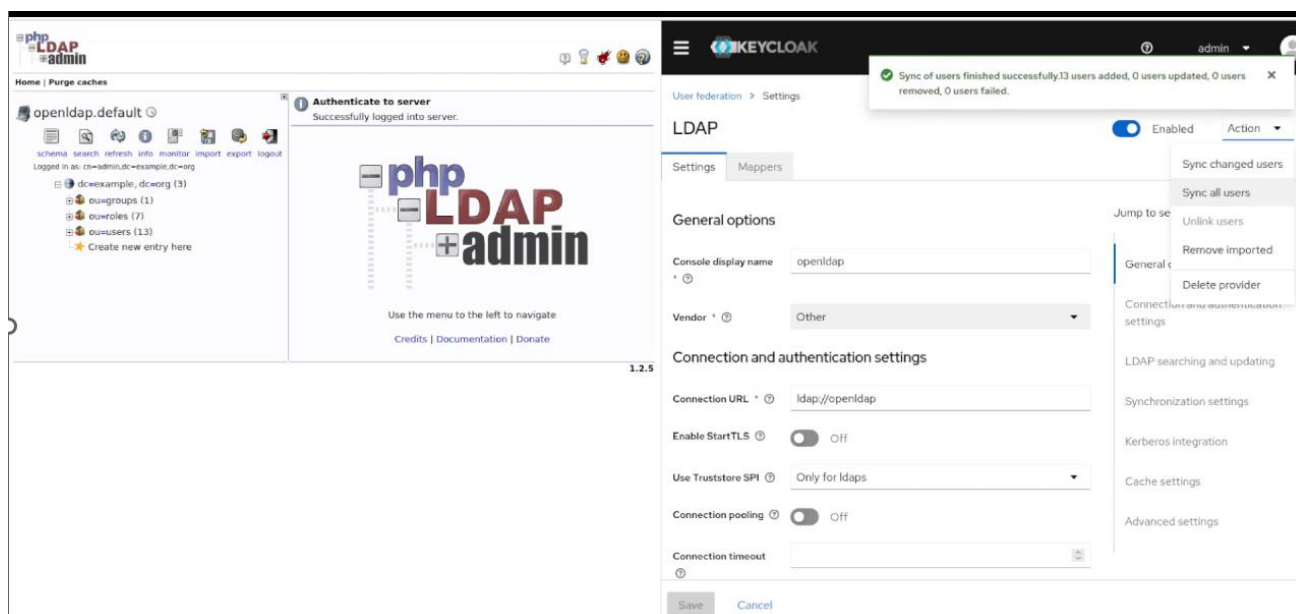 php
LDAP
admin
Home | Purge caches
openldap.default
schema search refresh info monitor import export logout
Logged in as: cn=admin,dc=example,dc=org
dc=example, dc=org (3)
ou=groups (1)
ou=roles (7)
ou=users (13)
Create new entry here
Authenticate to server
Successfully logged into server.
php
LDAP
admin
Use the menu to the left to navigate
Credits | Documentation | Donate
1.2.5
KEYCLOAK
admin
Sync of users finished successfully.13 users added, 0 users updated, 0 users
removed, 0 users failed.
User federation > Settings
LDAP
Enabled
Action
Sync changed users
Sync all users
Unlink users
Remove imported
Delete provider
Settings
Mappers
General options
Console display name
*
openldap
Vendor *
Other
Connection and authentication settings
Connection URL *
ldap://openldap
Enable StartTLS
Off
Use Truststore SPI
Only for ldaps
Connection pooling
Off
Connection timeout
Save
Cancel
Jump to se
General
Connection and authentication
settings
LDAP searching and updating
Synchronization settings
Kerberos integration
Cache settings
Advanced settings